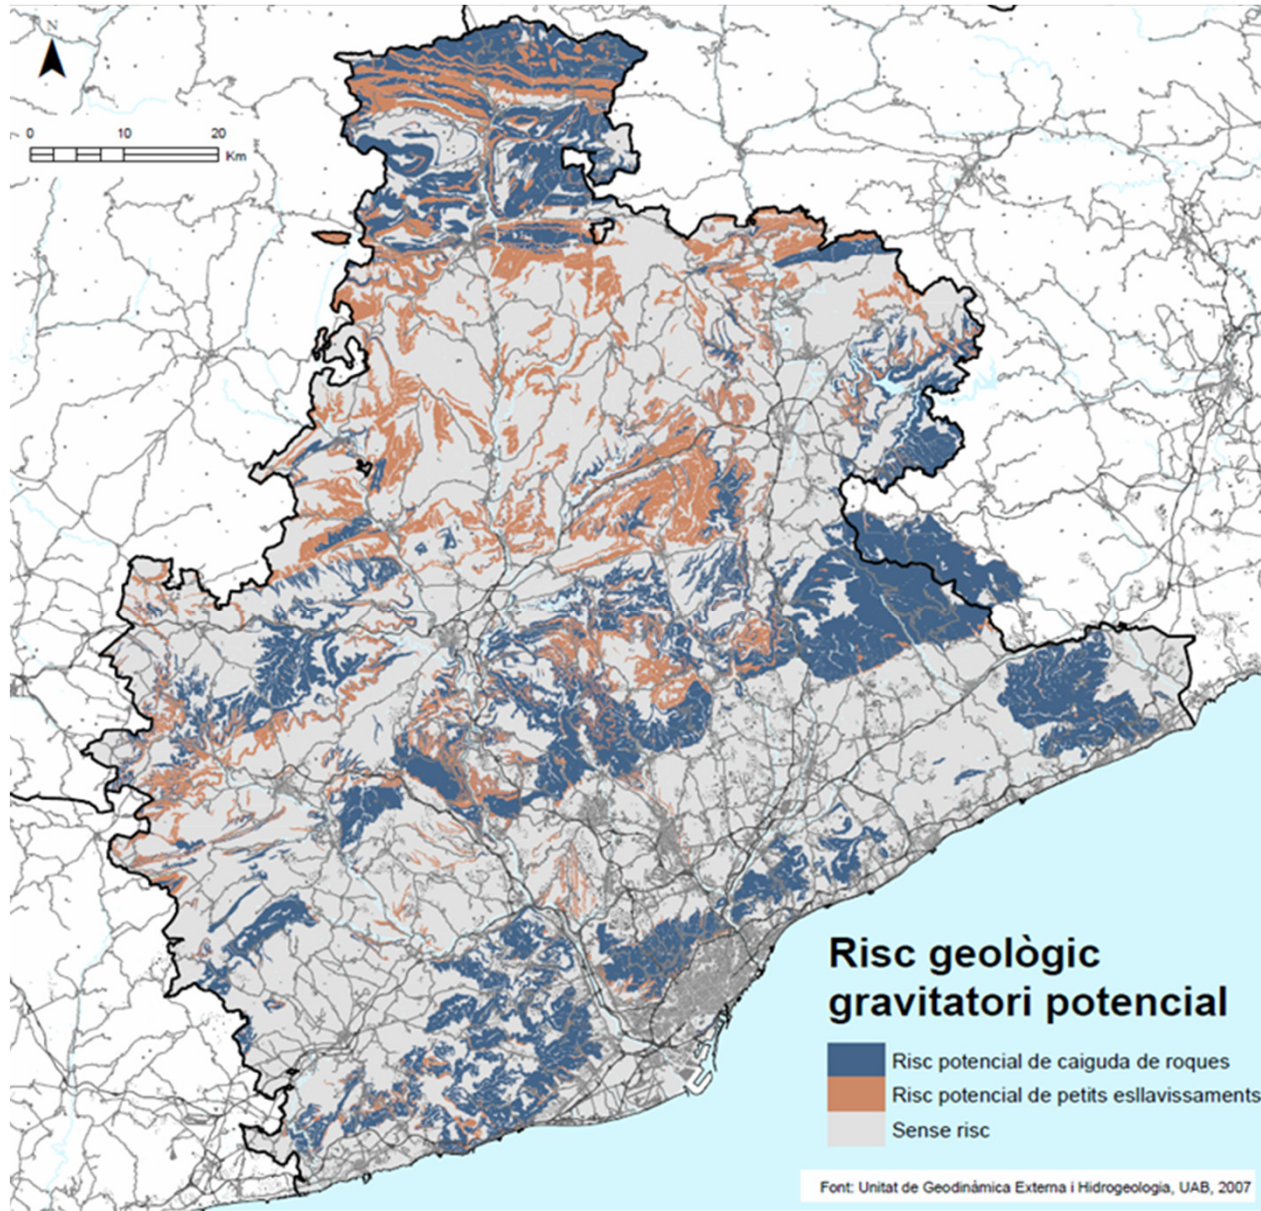 N
0 10 20
Km
Risc geològic
gravitatori potencial
Risc potencial de caiguda de roques
Risc potencial de petits esllavissaments
Sense risc
Font: Unitat de Geodinàmica Externa i Hidrogeologia, UAB, 2007